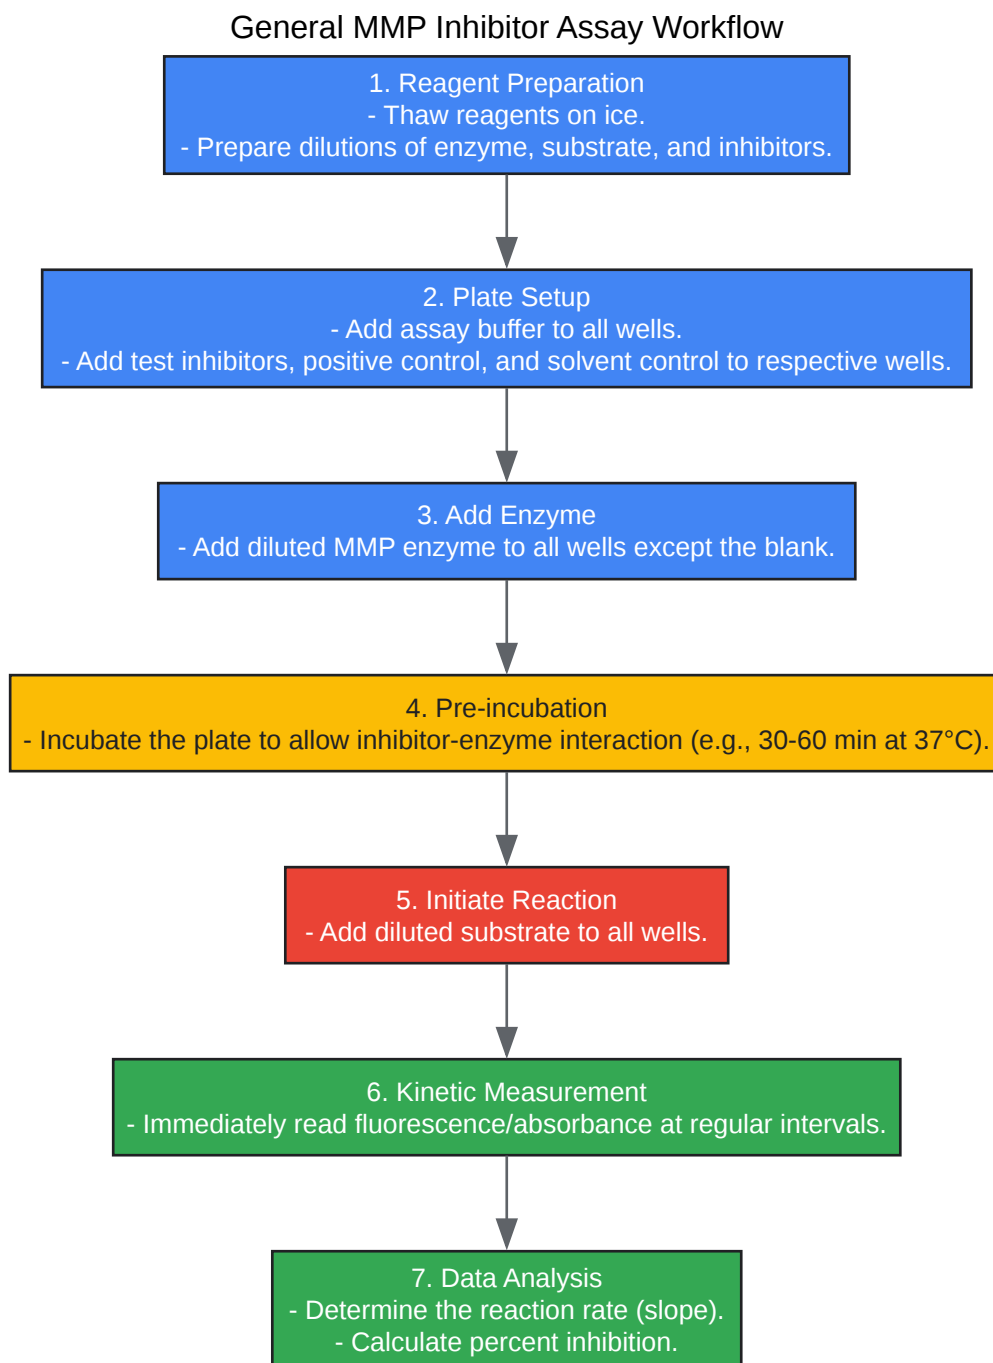 General MMP Inhibitor Assay Workflow
1. Reagent Preparation
- Thaw reagents on ice.
- Prepare dilutions of enzyme, substrate, and inhibitors.
2. Plate Setup
- Add assay buffer to all wells.
- Add test inhibitors, positive control, and solvent control to respective wells.
3. Add Enzyme
- Add diluted MMP enzyme to all wells except the blank.
4. Pre-incubation
- Incubate the plate to allow inhibitor-enzyme interaction (e.g., 30-60 min at 37°C).
5. Initiate Reaction
- Add diluted substrate to all wells.
6. Kinetic Measurement
- Immediately read fluorescence/absorbance at regular intervals.
7. Data Analysis
- Determine the reaction rate (slope).
- Calculate percent inhibition.